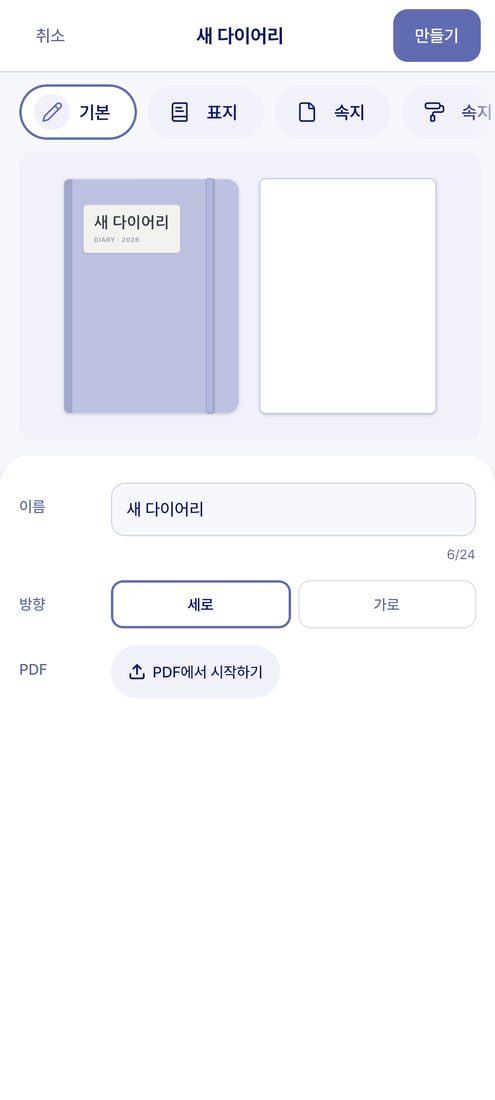 취소
새 다이어리
만들기
기본
표지
속지
속지
새 다이어리
DIARY · 2026
이름
새 다이어리
6/24
방향
세로
가로
PDF
PDF에서 시작하기